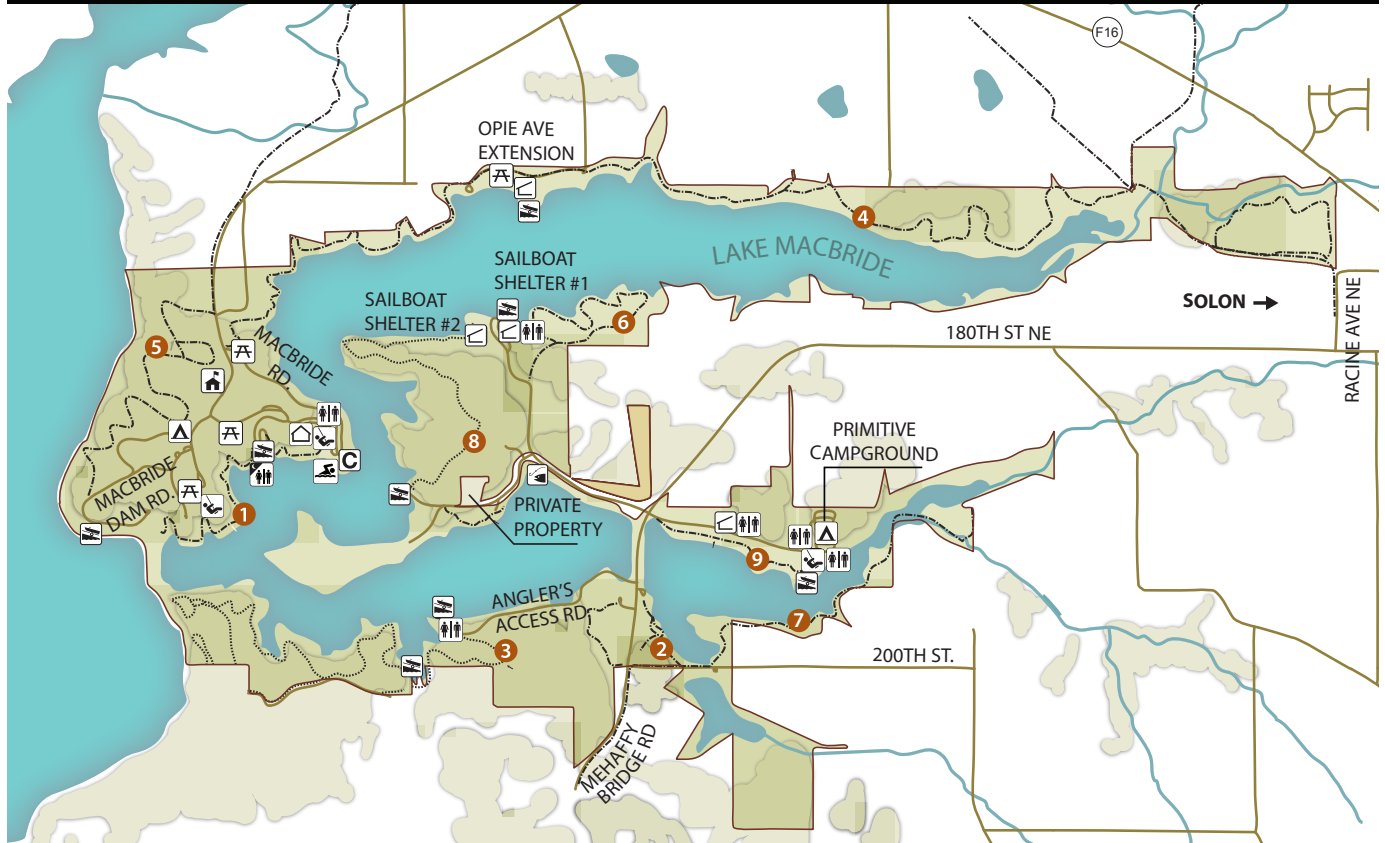 F16
OPIE AVE
EXTENSION
4
LAKE MACBRIDE
SAILBOAT
SHELTER #1
SAILBOAT
SHELTER #2
SOLON
6
180TH ST NE
RACINE AVE NE
5
MACBRIDE
RD.
8
PRIMITIVE
CAMPGROUND
C
MACBRIDE
DAM RD.
1
PRIVATE
PROPERTY
9
ANGLER'S
ACCESS RD
7
3
2
200TH ST.
MEHAFFY
BRIDGE RD